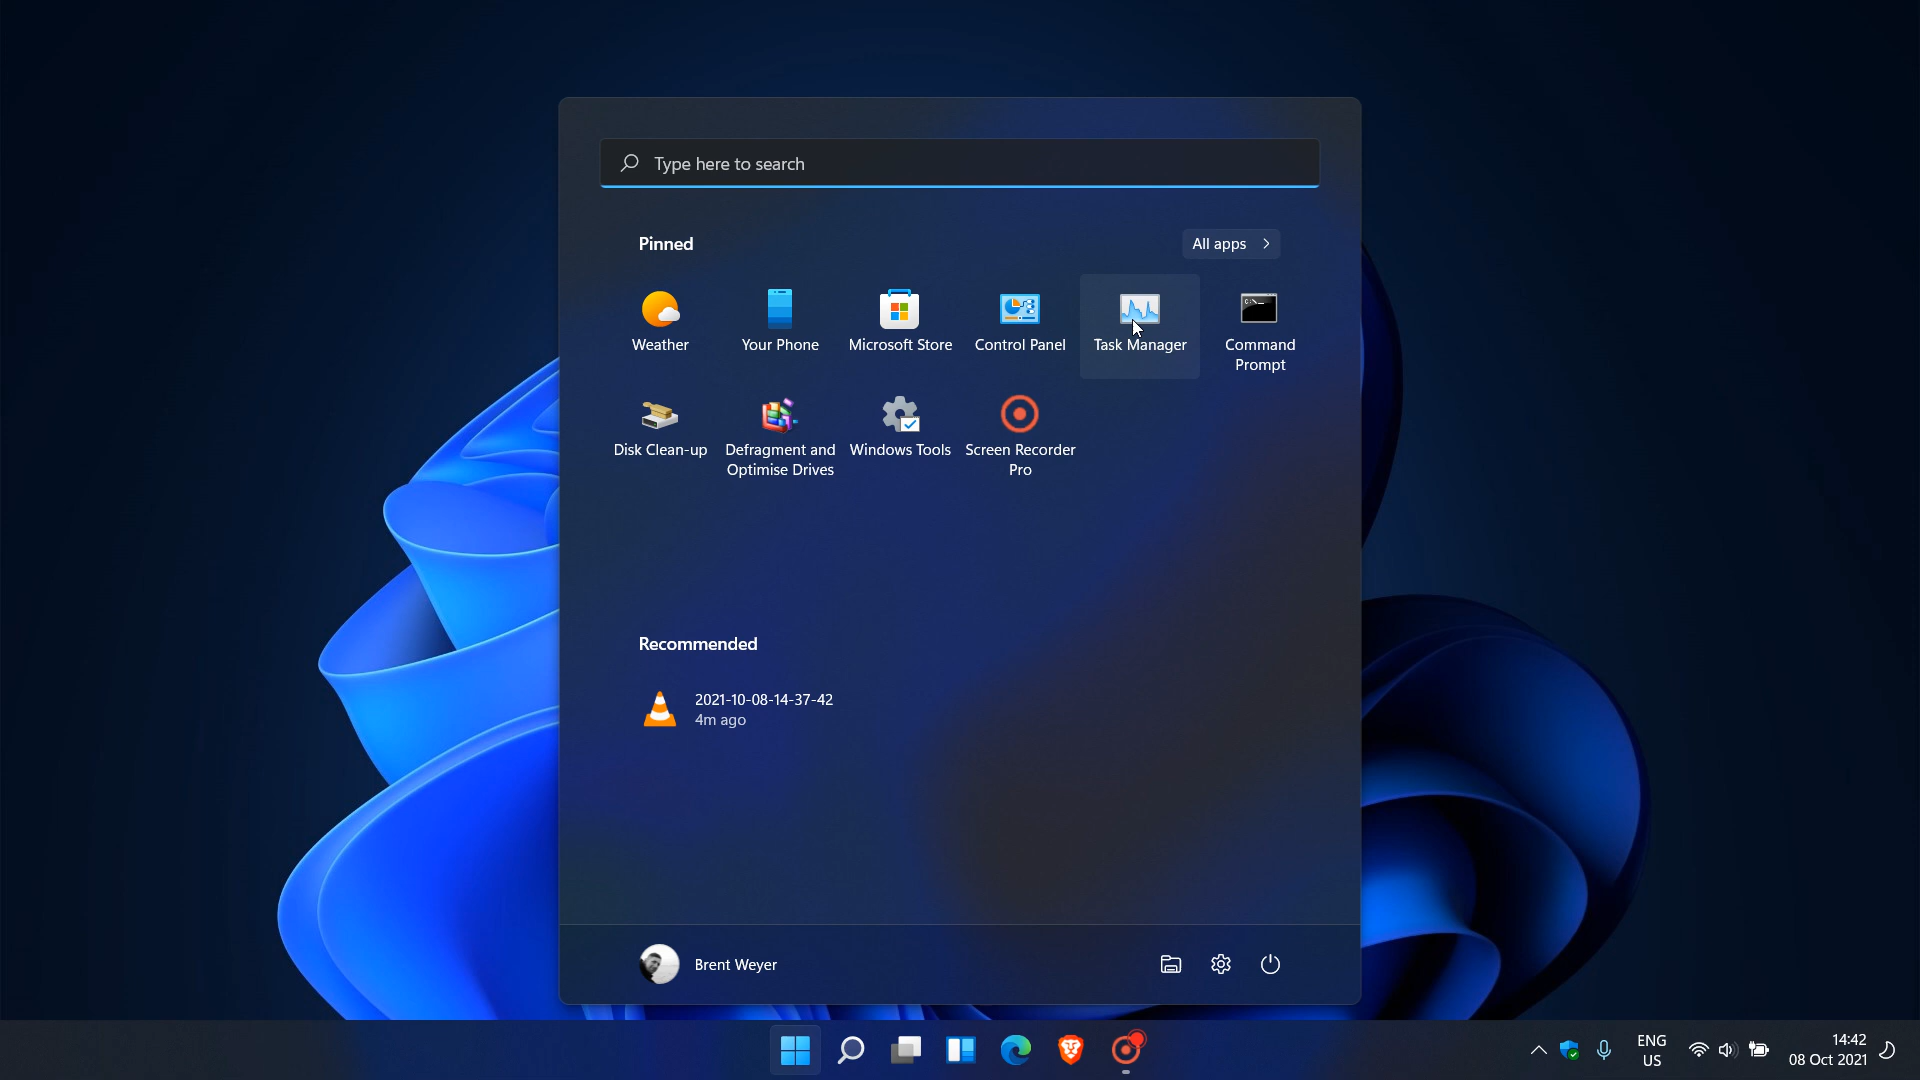 Type here to search
Pinned
All apps
Weather
Your Phone
Microsoft Store
Control Panel
Task Manager
Command
Prompt
Disk Clean-up
Defragment and
Optimise Drives
Windows Tools
Screen Recorder
Pro
Recommended
2021-10-08-14-37-42
4m ago
Brent Weyer
ENG
US
14:42
08 Oct 2021